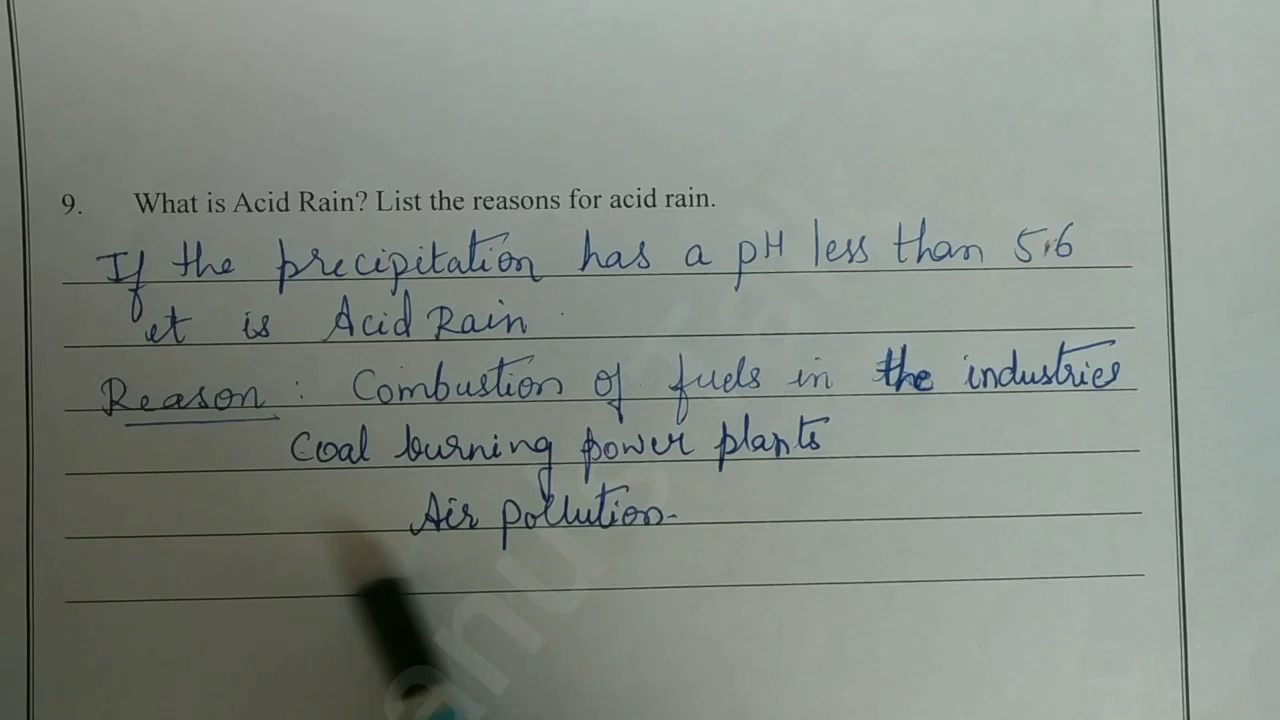 9. What is Acid Rain? List the reasons for acid rain.
If the precipitation has a pH less than 5.6
it is Acid Rain
Reason : Combustion of fuels in the industries
Coal burning power plants
Air pollution.